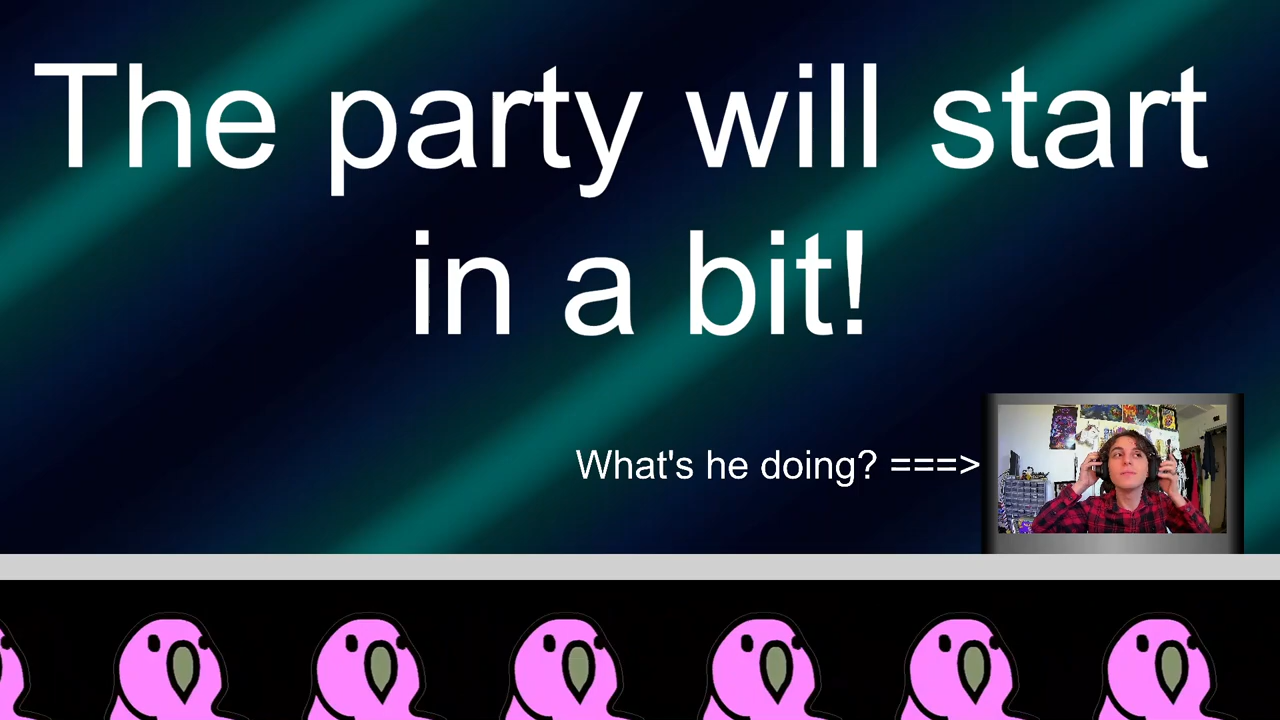 The party will start
in a bit!
What's he doing? ===>